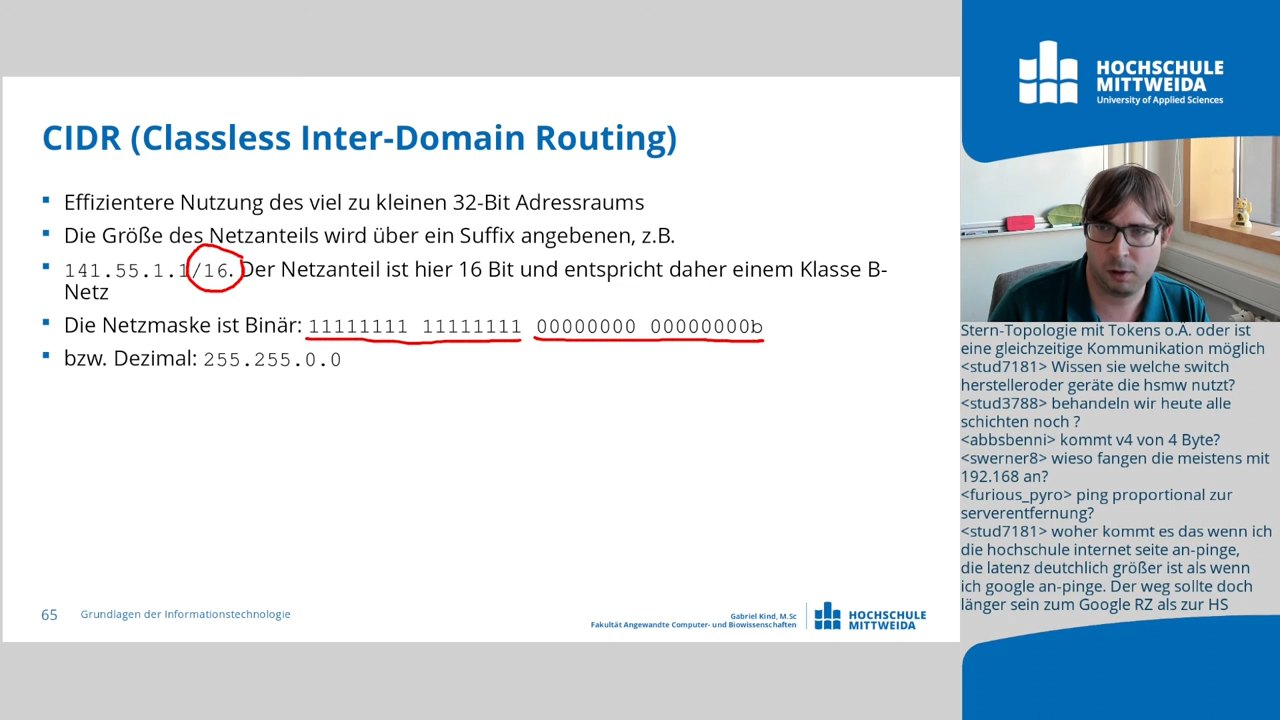 CIDR (Classless Inter-Domain Routing)
Effizientere Nutzung des viel zu kleinen 32-Bit Adressraums
Die Größe des Netzanteils wird über ein Suffix angebenen, z.B.
141.55.1.1/16. Der Netzanteil ist hier 16 Bit und entspricht daher einem Klasse B-
Netz
Die Netzmaske ist Binär: 11111111 11111111 00000000 00000000b
bzw. Dezimal: 255.255.0.0
65 Grundlagen der Informationstechnologie
Gabriel Kind, M.Sc
Fakultät Angewandte Computer- und Biowissenschaften
HOCHSCHULE
MITTWEIDA
HOCHSCHULE
MITTWEIDA
University of Applied Sciences
Stern-Topologie mit Tokens o.Ä. oder ist
eine gleichzeitige Kommunikation möglich
<stud7181> Wissen sie welche switch
herstelleroder geräte die hsmw nutzt?
<stud3788> behandeln wir heute alle
schichten noch ?
<abbsbenni> kommt v4 von 4 Byte?
<swerner8> wieso fangen die meistens mit
192.168 an?
<furious_pyro> ping proportional zur
serverentfernung?
<stud7181> woher kommt es das wenn ich
die hochschule internet seite an-pinge,
die latenz deutchlich größer ist als wenn
ich google an-pinge. Der weg sollte doch
länger sein zum Google RZ als zur HS